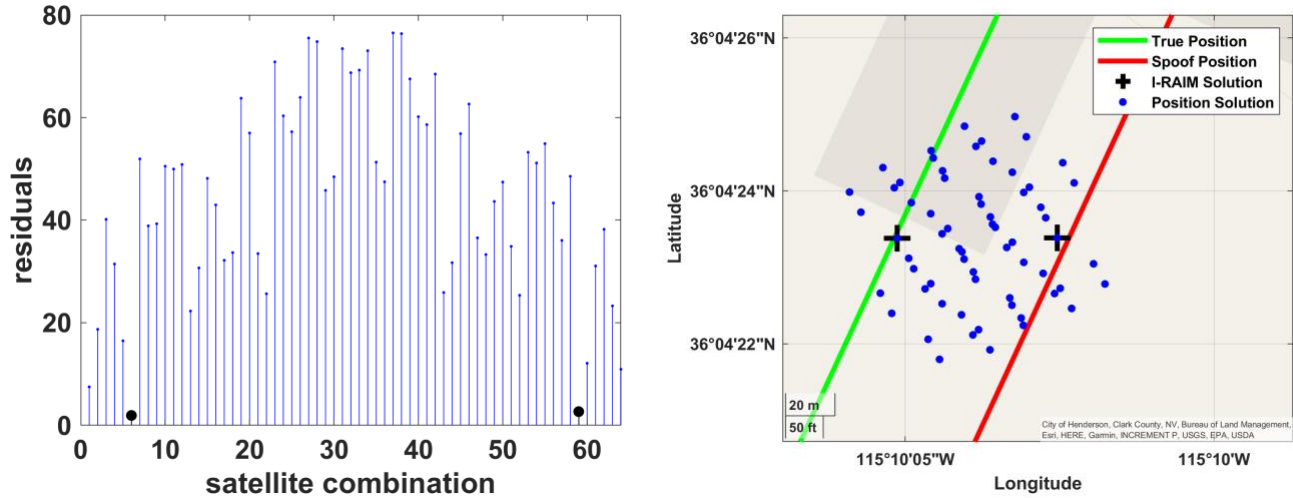 80
60
40
20
0
residuals
0
10
20
30
40
50
60
satellite combination
36°04'26"N
36°04'24"N
36°04'22"N
Latitude
True Position
Spoof Position
I-RAIM Solution
Position Solution
20 m
50 ft
City of Henderson, Clark County, NV, Bureau of Land Management,
Esri, HERE, Garmin, INCREMENT P, USGS, EPA, USDA
115°10'05"W
115°10'W
Longitude